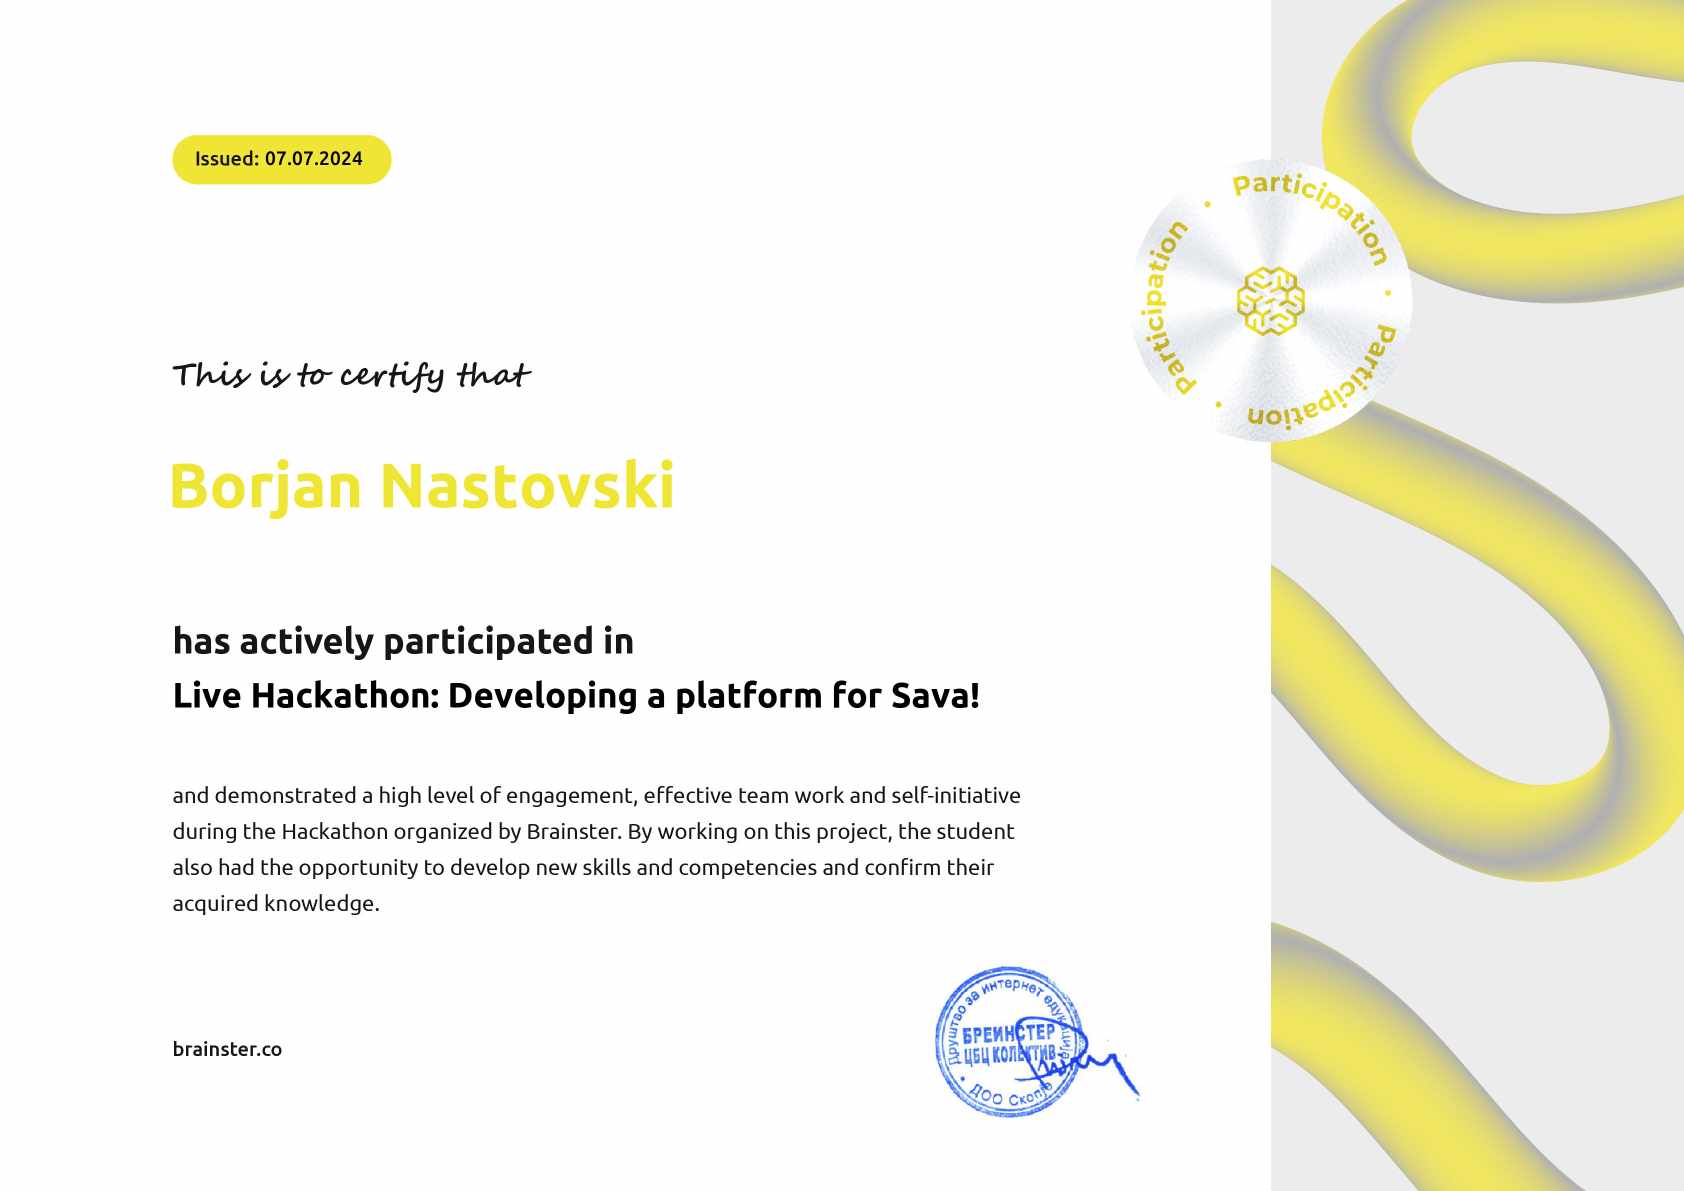 Issued: 07.07.2024
Participation • Participation • Participation •
This is to certify that
Borjan Nastovski
has actively participated in
Live Hackathon: Developing a platform for Sava!
and demonstrated a high level of engagement, effective team work and self-initiative
during the Hackathon organized by Brainster. By working on this project, the student
also had the opportunity to develop new skills and competencies and confirm their
acquired knowledge.
Друштво за интернет едукација
БРЕИНСТЕР
ЦБЦ КОЛЕКТИВ
• ДОО Скопје
brainster.co